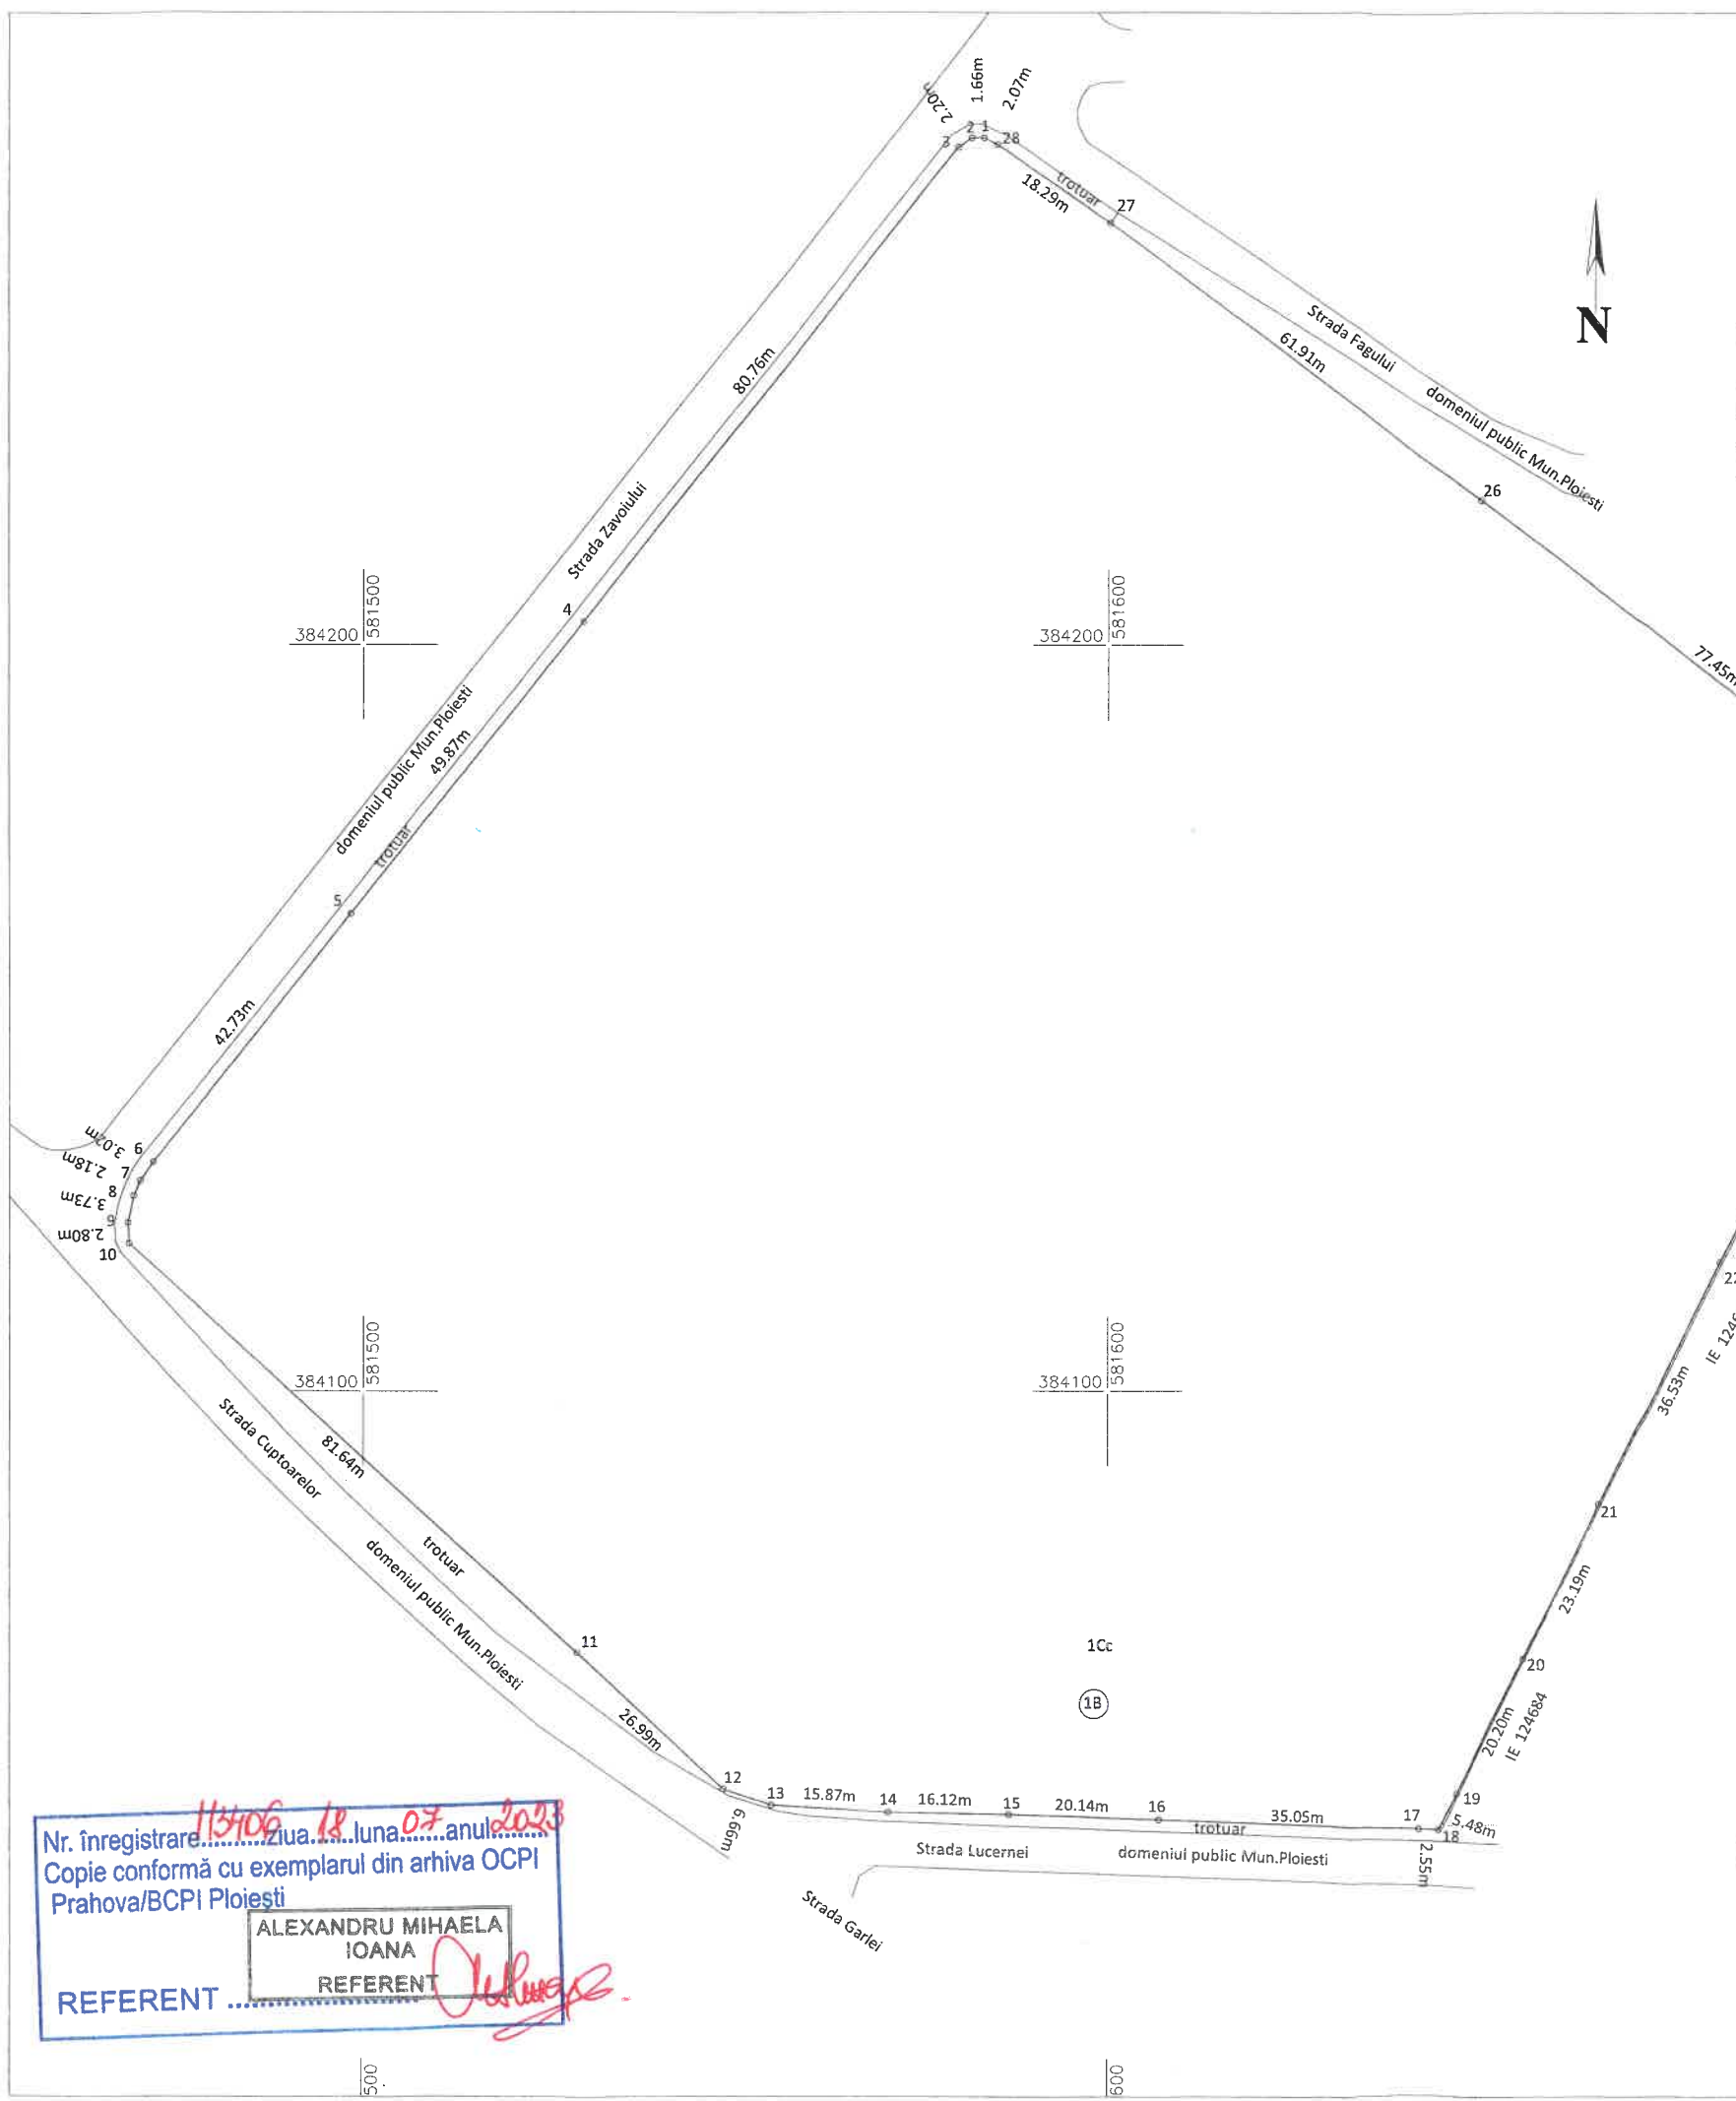 1.66m
2.07m
2.20m
2 1
3
28
trotuar
18.29m
27
N
Strada Fagului
61.91m
domeniul public Mun.Ploiesti
80.76m
26
Strada Zavoiului
4
581500
384200
581600
384200
77.45m
domeniul public Mun.Ploiesti
49.87m
trotuar
5
42.73m
3.02m
6
2.18m
7
3.73m
8
9
2.80m
10
22
IE 1246
581500
384100
581600
384100
36.53m
Strada Cuptoarelor
81.64m
21
trotuar
domeniul public Mun.Ploiesti
23.19m
11
1Cc
20
1B
26.99m
20.20m
IE 124684
12
13
15.87m
14
16.12m
15
20.14m
16
35.05m
17
19
5.48m
18
6.66m
trotuar
2.55m
Strada Lucernei
domeniul public Mun.Ploiesti
Strada Garlei
Nr. înregistrare 113406 ziua 18 luna 07 anul 2023
Copie conformă cu exemplarul din arhiva OCPI
Prahova/BCPI Ploiești
ALEXANDRU MIHAELA
IOANA
REFERENT
REFERENT
500
600